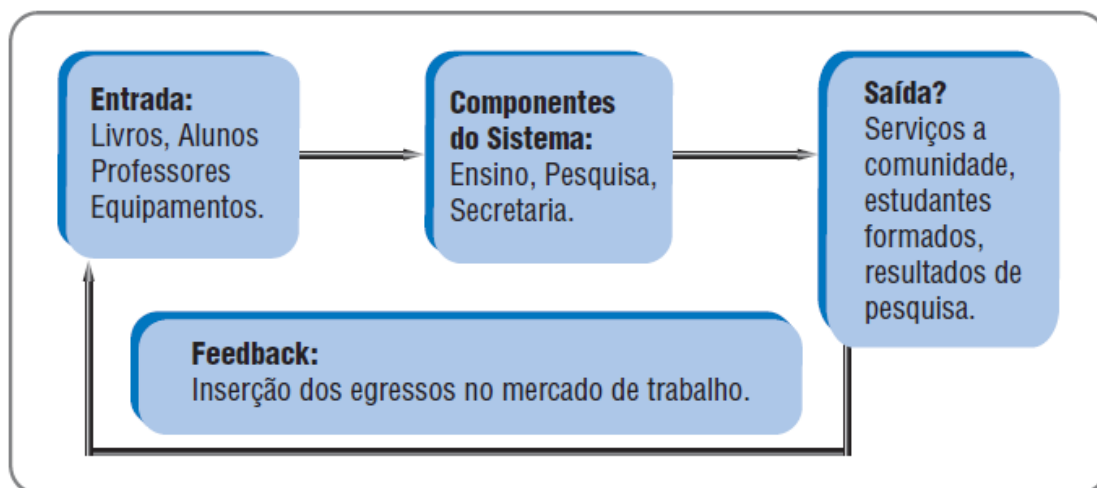 Entrada:
Livros, Alunos
Professores
Equipamentos.
Componentes
do Sistema:
Ensino, Pesquisa,
Secretaria.
Saída?
Serviços a
comunidade,
estudantes
formados,
resultados de
pesquisa.
Feedback:
Inserção dos egressos no mercado de trabalho.